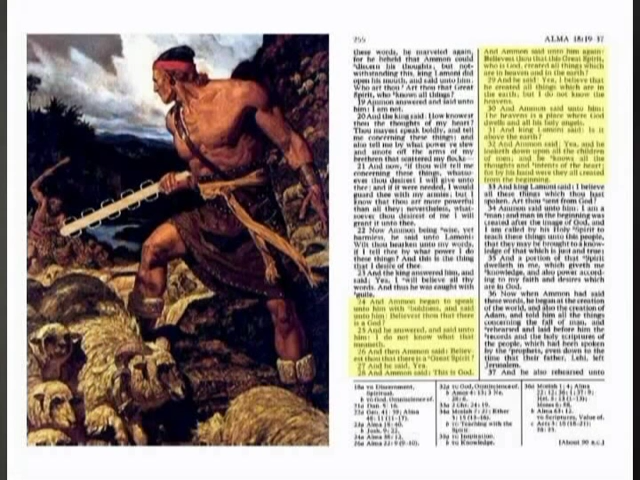 255 ALMA 18:19–37
these words, he marveled again,
for he beheld that Ammon could
discern his thoughts; but not-
withstanding this, king Lamoni did
open his mouth, and said unto him:
Who art thou? Art thou that Great
Spirit, who knows all things?
19 Ammon answered and said unto
him: I am not.
20 And the king said: How knowest
thou the thoughts of my heart?
Thou mayest speak boldly, and tell
me concerning these things; and
also tell me by what power ye slew
and smote off the arms of my
brethren that scattered my flocks—
21 And now, if thou wilt tell me
concerning these things, whatso-
ever thou desirest I will give unto
thee; and if it were needed, I would
guard thee with my armies; but I
know that thou art more powerful
than all they; nevertheless, what-
soever thou desirest of me I will
grant it unto thee.
22 Now Ammon being wise, yet
harmless, he said unto Lamoni:
Wilt thou hearken unto my words,
if I tell thee by what power I do
these things? And this is the thing
that I desire of thee.
23 And the king answered him, and
said: Yea, I will believe all thy
words. And thus he was caught with
guile.
24 And Ammon began to speak
unto him with boldness, and said
unto him: Believest thou that there
is a God?
25 And he answered, and said unto
him: I do not know what that
meaneth.
26 And then Ammon said: Believ-
est thou that there is a Great Spirit?
27 And he said, Yea.
28 And Ammon said: This is God.
And Ammon said unto him again:
Believest thou that this Great Spirit,
who is God, created all things which
are in heaven and in the earth?
29 And he said: Yea, I believe that
he created all things which are in
the earth; but I do not know the
heavens.
30 And Ammon said unto him:
The heavens is a place where God
dwells and all his holy angels.
31 And king Lamoni said: Is it
above the earth?
32 And Ammon said: Yea, and he
looketh down upon all the children
of men; and he knows all the
thoughts and intents of the heart;
for by his hand were they all created
from the beginning.
33 And king Lamoni said: I believe
all these things which thou hast
spoken. Art thou sent from God?
34 Ammon said unto him: I am a
man; and man in the beginning was
created after the image of God, and
I am called by his Holy Spirit to
teach these things unto this people,
that they may be brought to a know-
ledge of that which is just and true;
35 And a portion of that Spirit
dwelleth in me, which giveth me
knowledge, and also power accord-
ing to my faith and desires which
are in God.
36 Now when Ammon had said
these words, he began at the creation
of the world, and also the creation of
Adam, and told him all the things
concerning the fall of man, and
rehearsed and laid before him the
records and the holy scriptures of
the people, which had been spoken
by the prophets, even down to the
time that their father, Lehi, left
Jerusalem.
37 And he also rehearsed unto